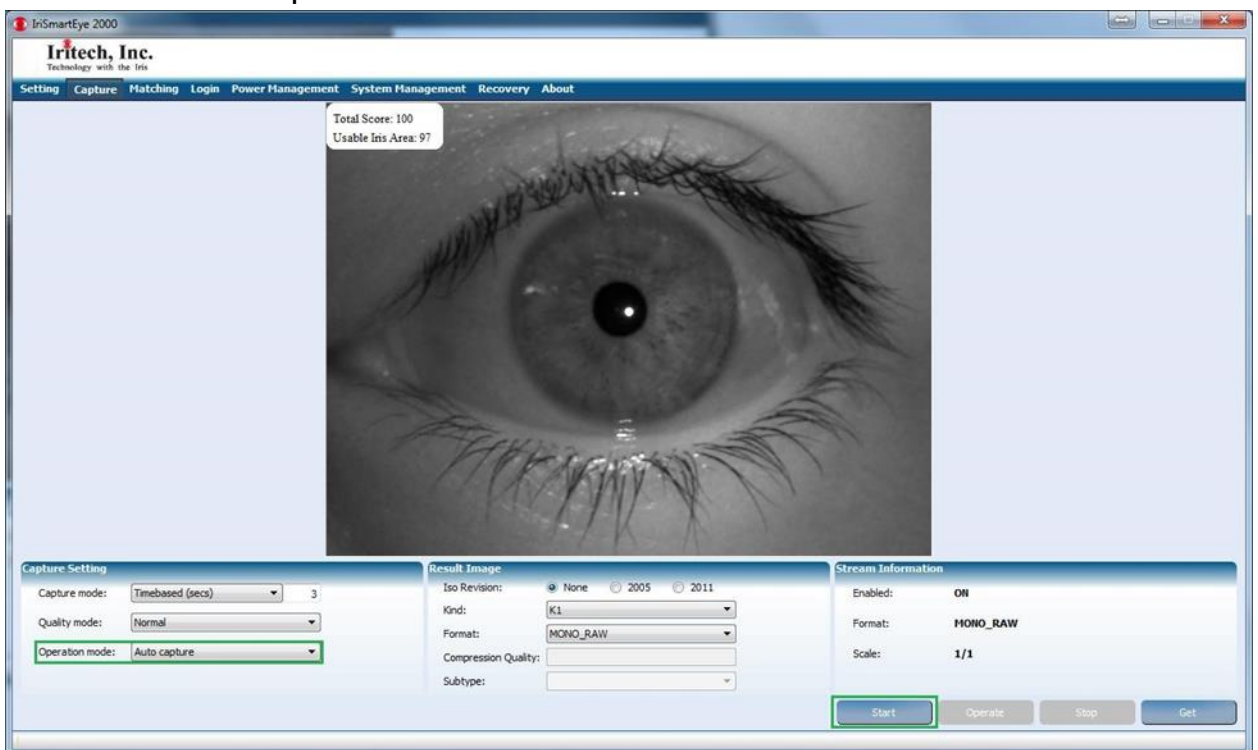 IriSmartEye 2000
Iritech, Inc.
Technology with the Iris
Setting Capture Matching Login Power Management System Management Recovery About
Total Score: 100
Usable Iris Area: 97
Capture Setting
Capture mode: Timebased (secs) 3
Quality mode: Normal
Operation mode: Auto capture
Result Image
Iso Revision: None 2005 2011
Kind: K1
Format: MONO_RAW
Compression Quality:
Subtype:
Stream Information
Enabled: ON
Format: MONO_RAW
Scale: 1/1
Start Operate Stop Get